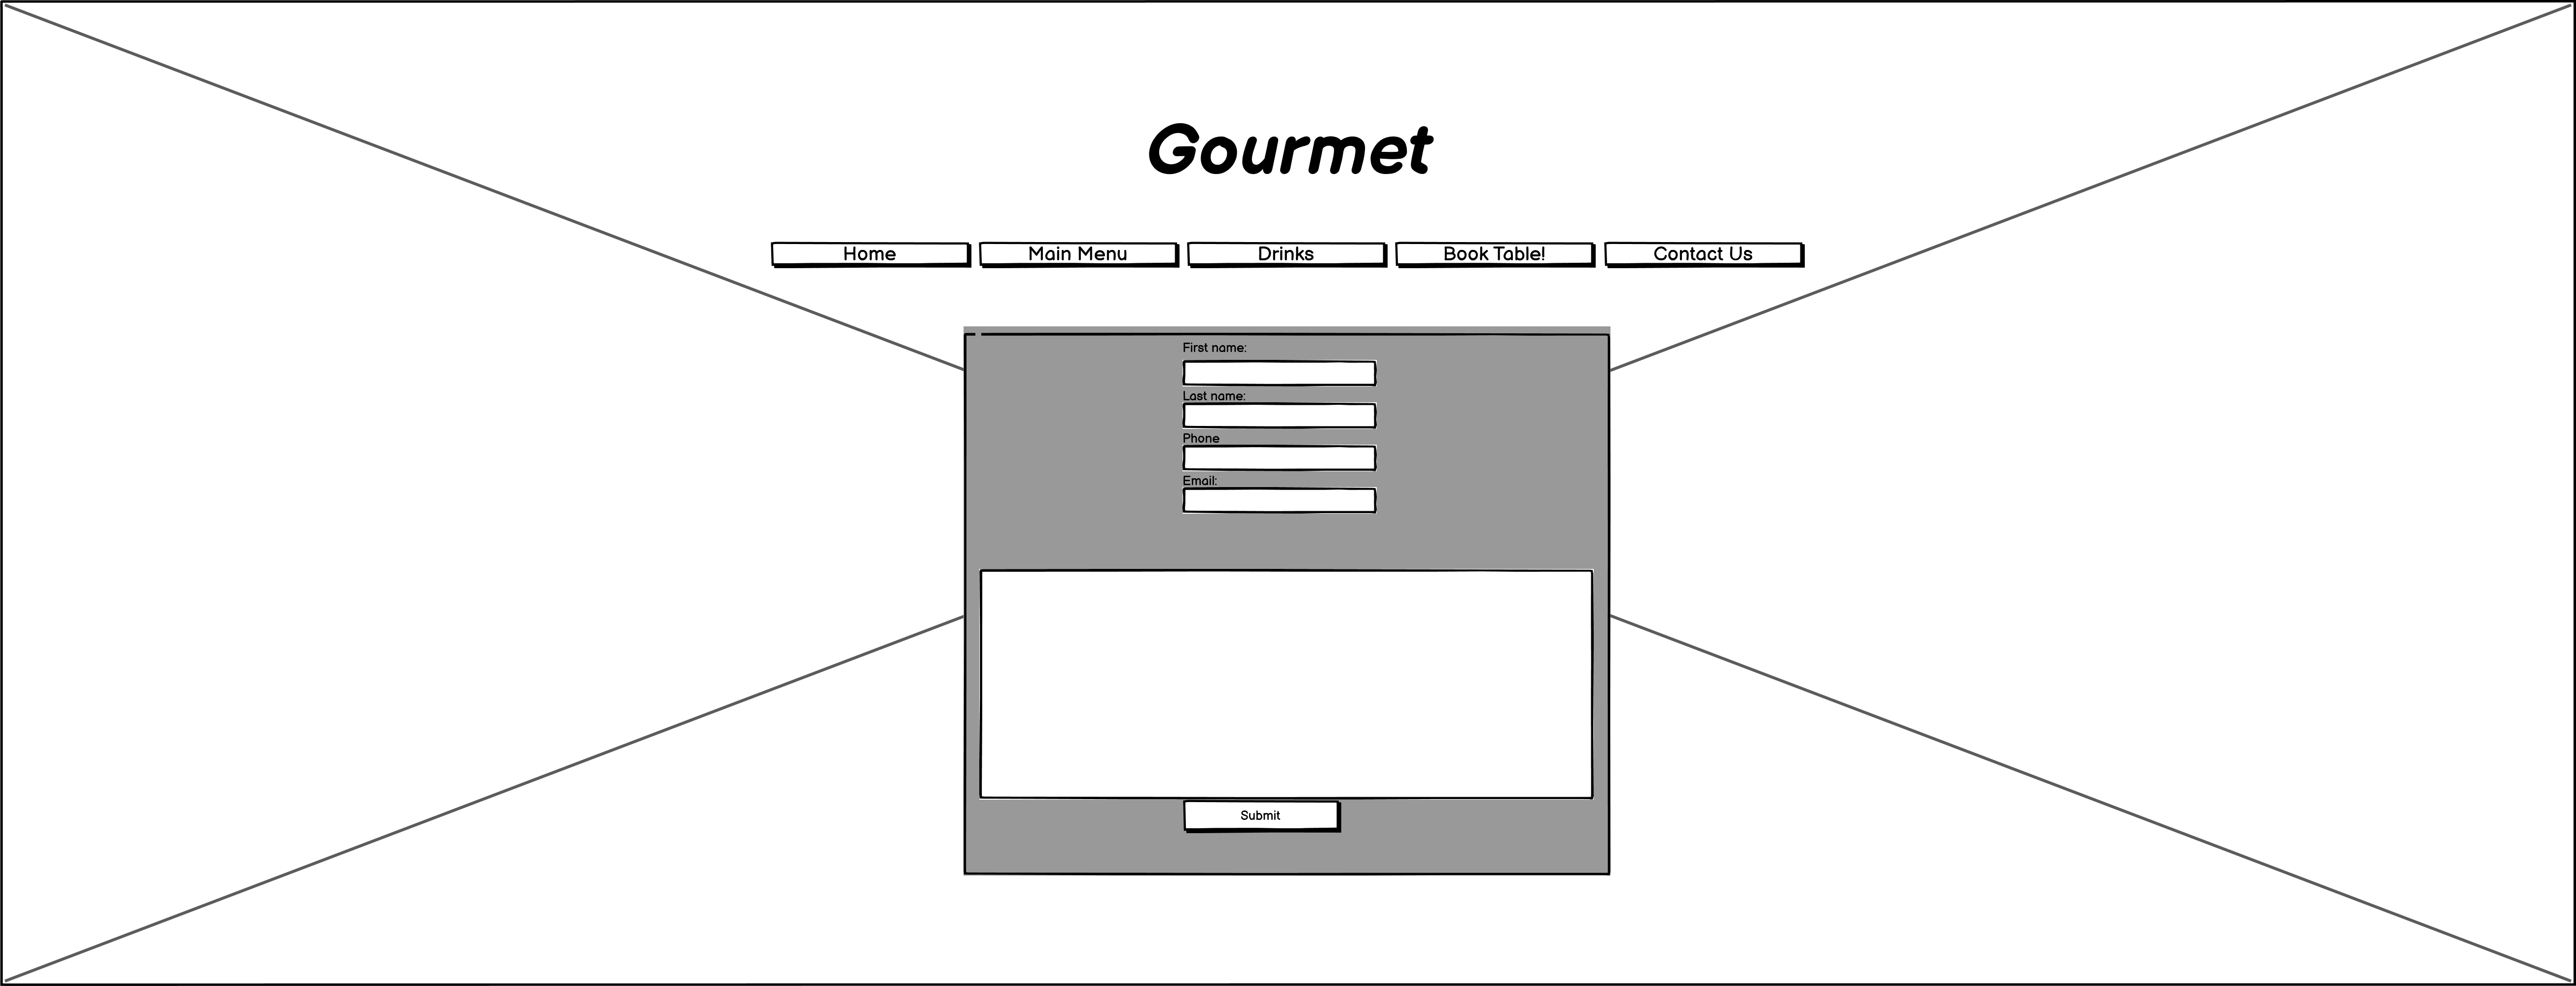 Gourmet
Home Main Menu Drinks Book Table! Contact Us
First name:
Last name:
Phone
Email:
Submit